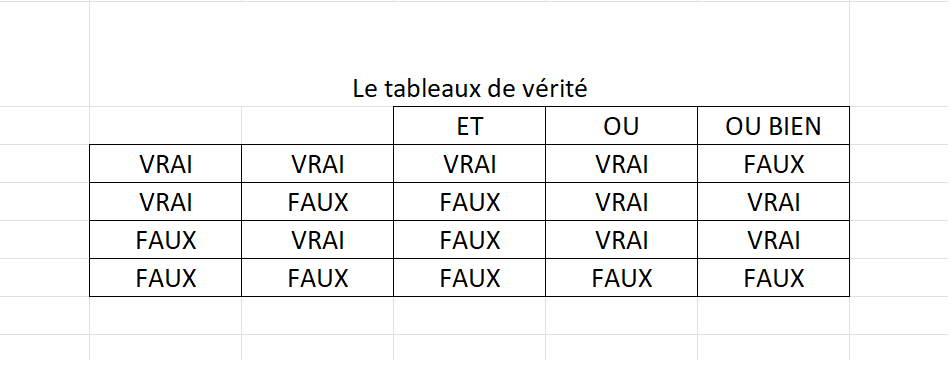 Le tableaux de vérité
ET OU OU BIEN
VRAI VRAI VRAI VRAI FAUX
VRAI FAUX FAUX VRAI VRAI
FAUX VRAI FAUX VRAI VRAI
FAUX FAUX FAUX FAUX FAUX